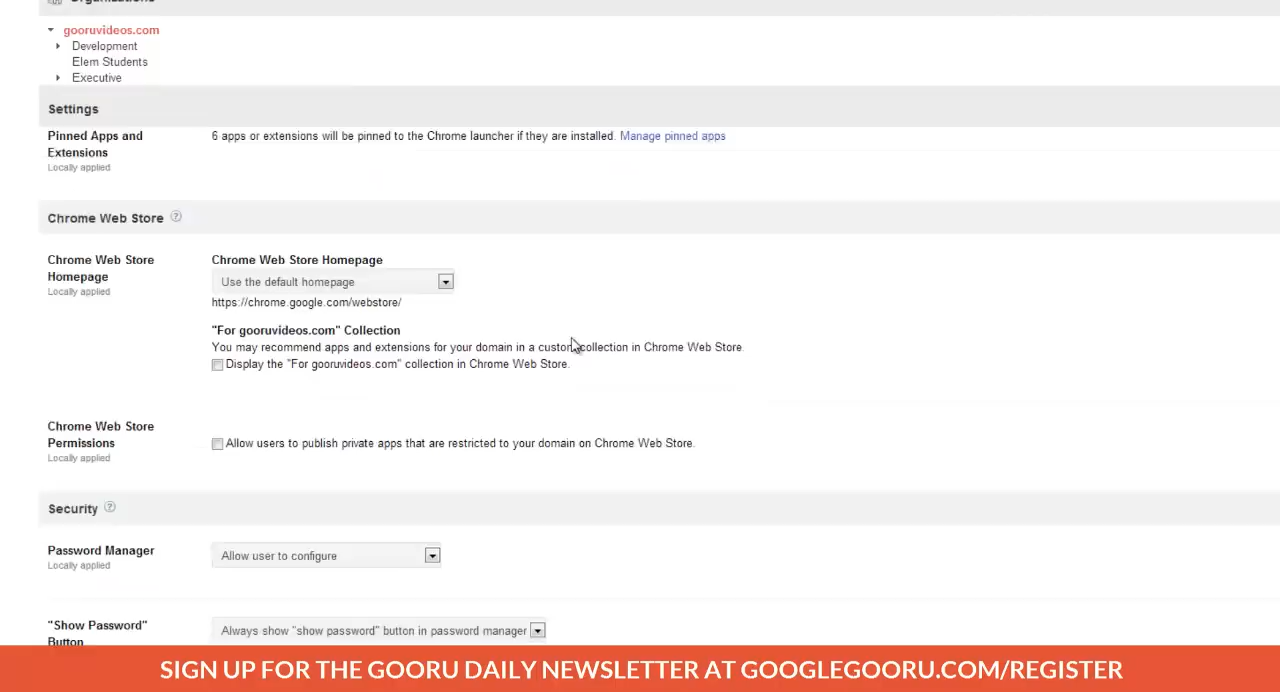 Organizations
gooruvideos.com
Development
Elem Students
Executive
Settings
Pinned Apps and
Extensions
Locally applied
6 apps or extensions will be pinned to the Chrome launcher if they are installed. Manage pinned apps
Chrome Web Store ?
Chrome Web Store
Homepage
Locally applied
Chrome Web Store Homepage
Use the default homepage
https://chrome.google.com/webstore/
"For gooruvideos.com" Collection
You may recommend apps and extensions for your domain in a custom collection in Chrome Web Store.
Display the "For gooruvideos.com" collection in Chrome Web Store.
Chrome Web Store
Permissions
Locally applied
Allow users to publish private apps that are restricted to your domain on Chrome Web Store.
Security ?
Password Manager
Locally applied
Allow user to configure
"Show Password"
Button
Always show "show password" button in password manager
SIGN UP FOR THE GOORU DAILY NEWSLETTER AT GOOGLEGOORU.COM/REGISTER